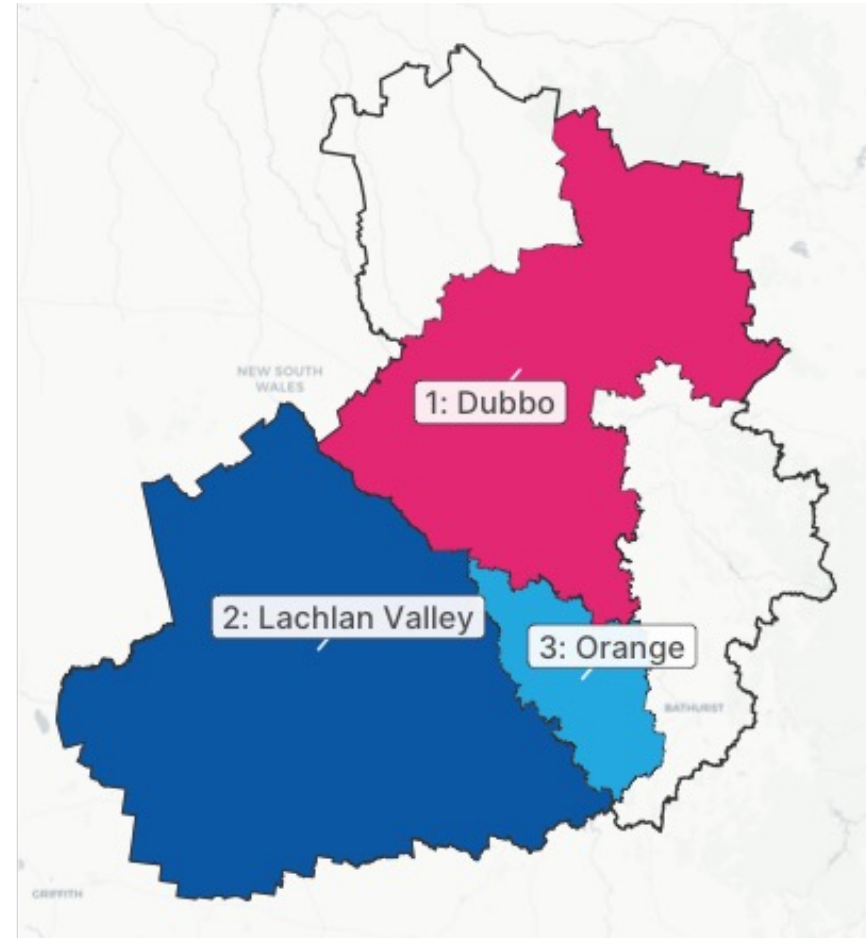 NEW SOUTH
WALES
1: Dubbo
2: Lachlan Valley
3: Orange
BATHURST
GRIFFITH